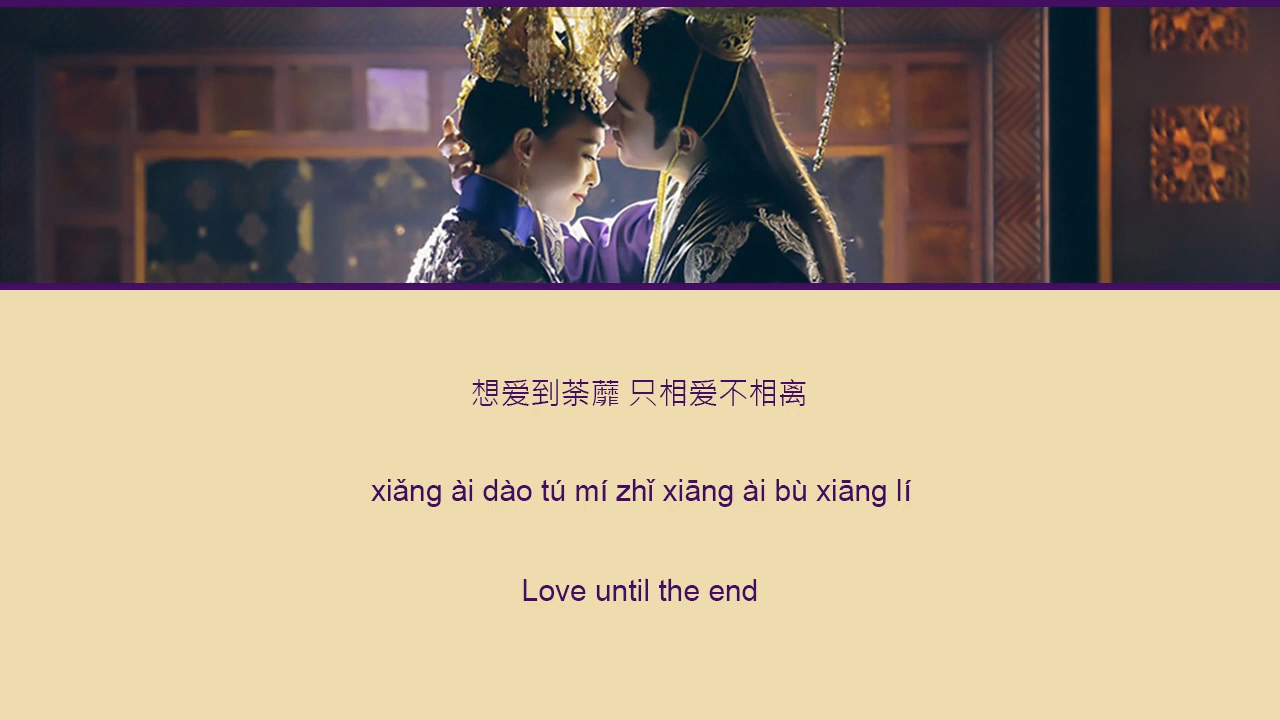 想爱到荼蘼 只相爱不相离
xiǎng ài dào tú mí zhǐ xiāng ài bù xiāng lí
Love until the end